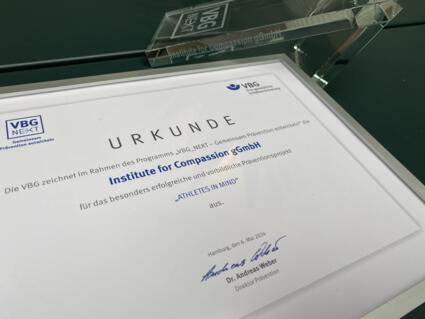 VBG
NEXT
Gemeinsam
Prävention entwickeln
VBG
URKUNDE
Die VBG zeichnet im Rahmen des Programms „VBG_NEXT – Gemeinsam Prävention entwickeln“ die
Institute for Compassion gGmbH
für das besonders erfolgreiche und vorbildliche Präventionsprojekt
„ATHLETES IN MIND“
aus.
Hamburg, den 6. Mai 2024
Dr. Andreas Weber
Direktor Prävention
VBG
NEXT